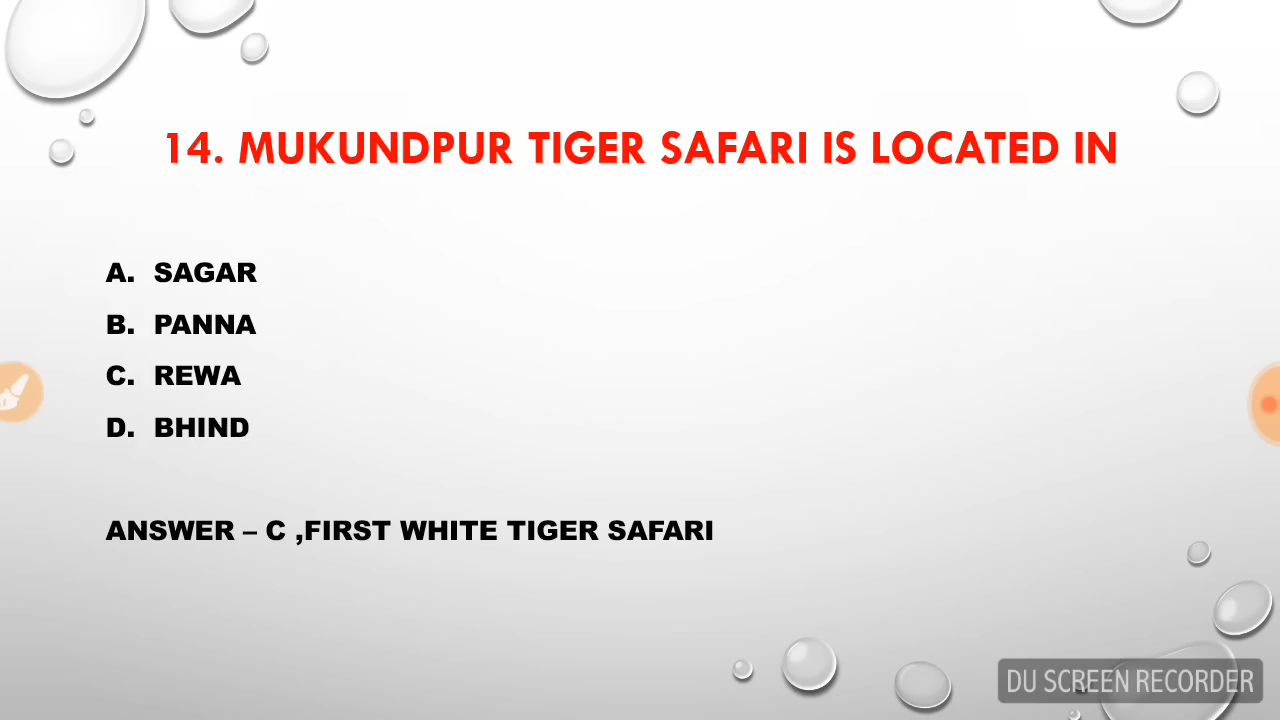 14. MUKUNDPUR TIGER SAFARI IS LOCATED IN
A. SAGAR
B. PANNA
C. REWA
D. BHIND
ANSWER – C ,FIRST WHITE TIGER SAFARI
DU SCREEN RECORDER